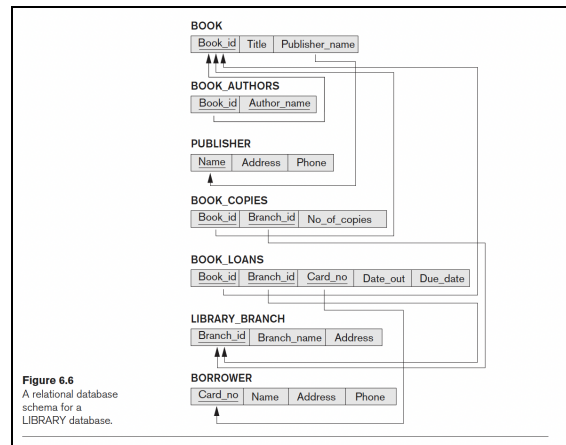 BOOK
Book_id Title Publisher_name
BOOK_AUTHORS
Book_id Author_name
PUBLISHER
Name Address Phone
BOOK_COPIES
Book_id Branch_id No_of_copies
BOOK_LOANS
Book_id Branch_id Card_no Date_out Due_date
LIBRARY_BRANCH
Branch_id Branch_name Address
BORROWER
Card_no Name Address Phone
Figure 6.6
A relational database
schema for a
LIBRARY database.